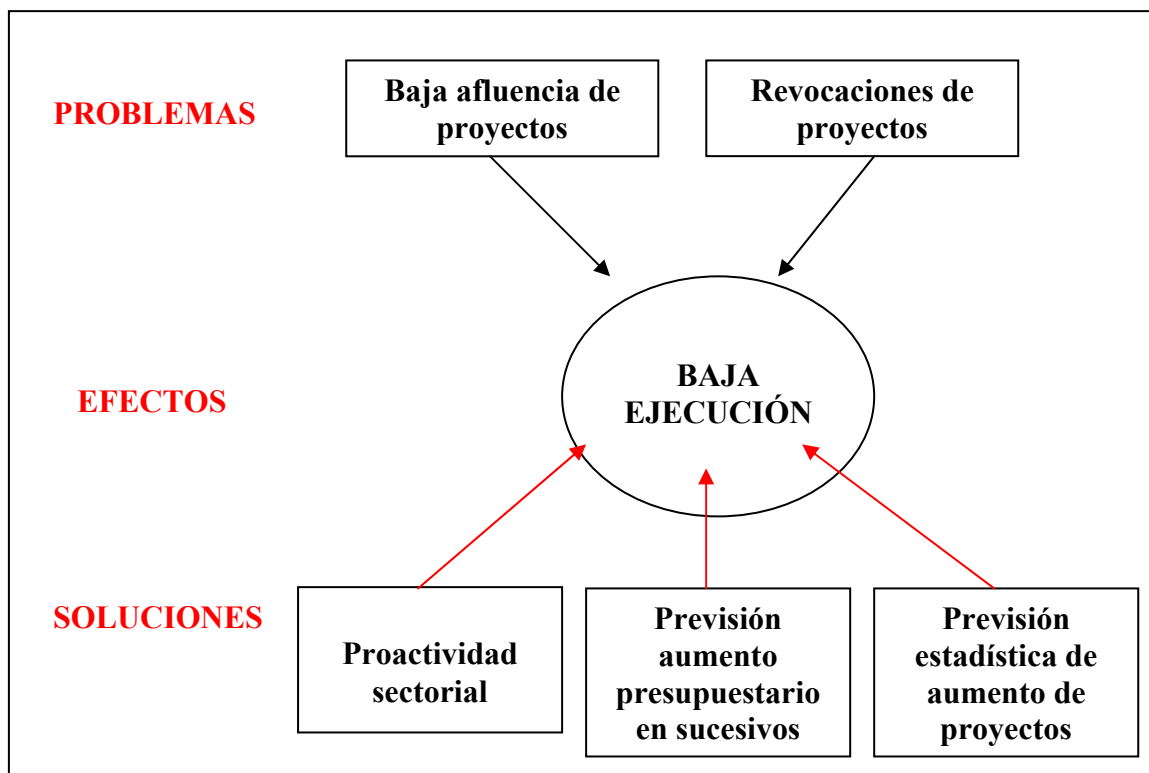 PROBLEMAS
Baja afluencia de
proyectos
Revocaciones de
proyectos
EFECTOS
BAJA
EJECUCIÓN
SOLUCIONES
Proactividad
sectorial
Previsión
aumento
presupuestario
en sucesivos
Previsión
estadística de
aumento de
proyectos